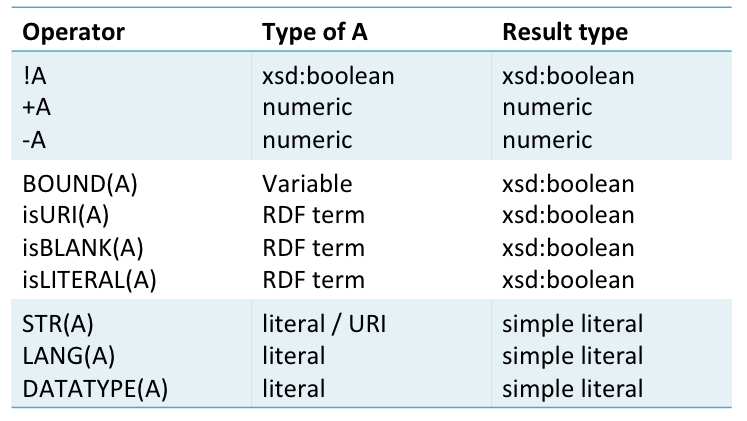 Operator Type of A Result type
!A xsd:boolean xsd:boolean
+A numeric numeric
-A numeric numeric
BOUND(A) Variable xsd:boolean
isURI(A) RDF term xsd:boolean
isBLANK(A) RDF term xsd:boolean
isLITERAL(A) RDF term xsd:boolean
STR(A) literal / URI simple literal
LANG(A) literal simple literal
DATATYPE(A) literal simple literal